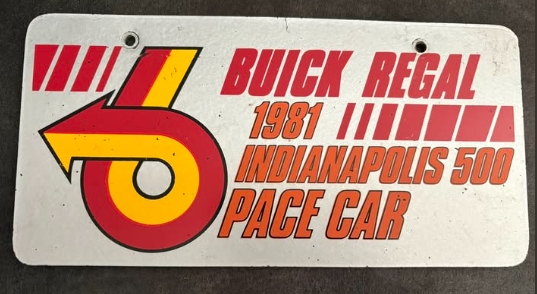 BUICK REGAL
1981
INDIANAPOLIS 500
PACE CAR